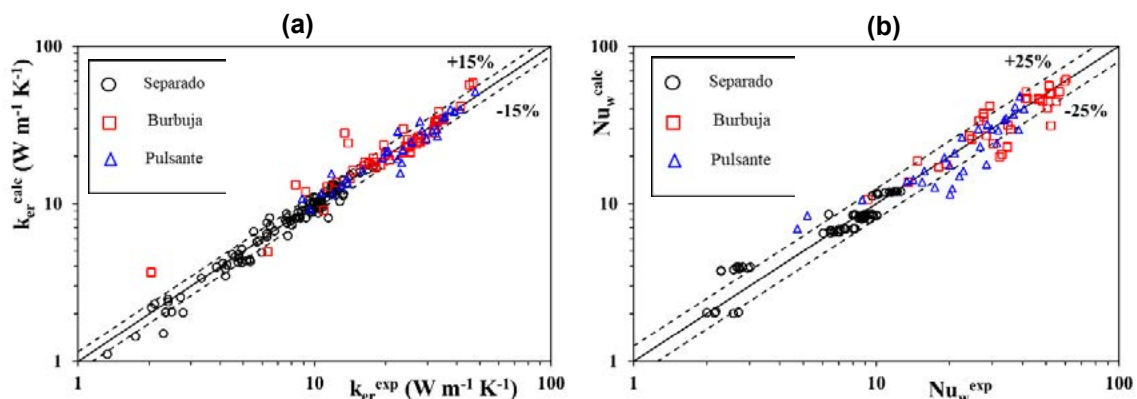 (a)
k_er^calc (W m-1 K-1)
100
10
1
Separado
Burbuja
Pulsante
+15%
-15%
1
10
100
k_er^exp (W m-1 K-1)
(b)
Nu_w^calc
100
10
1
Separado
Burbuja
Pulsante
+25%
-25%
1
10
100
Nu_w^exp